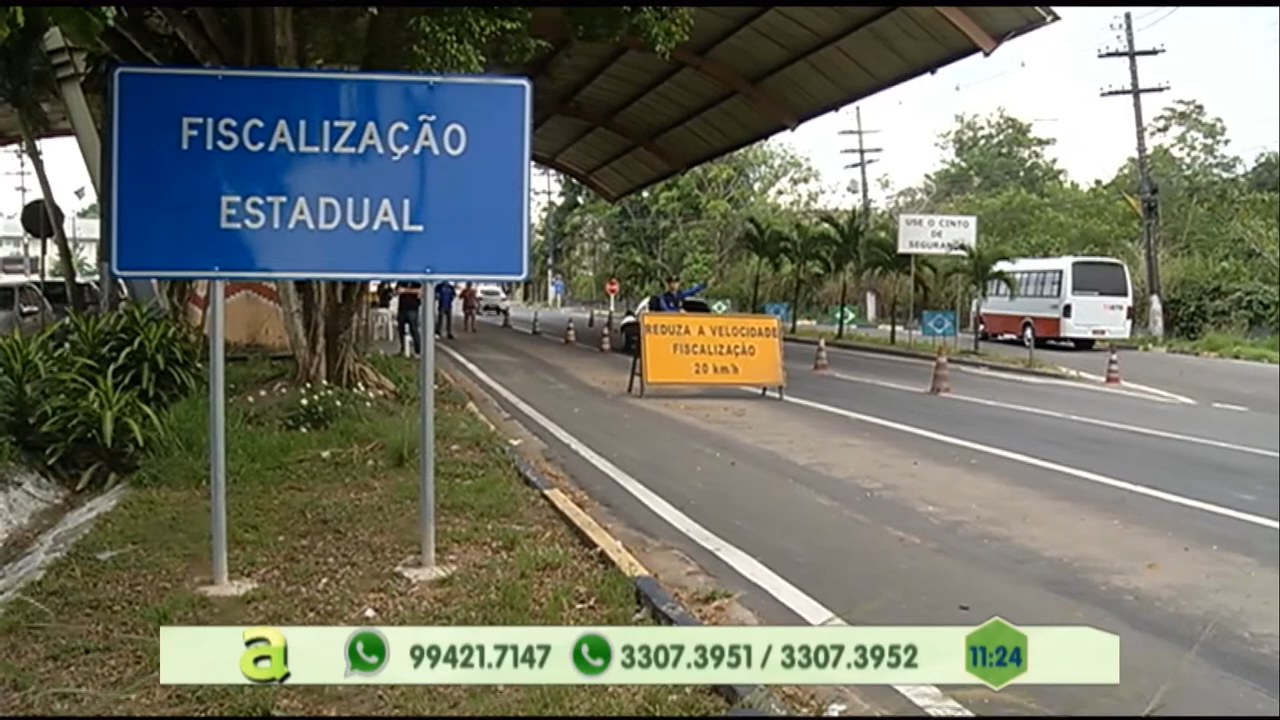 FISCALIZAÇÃO
ESTADUAL
USE O CINTO
DE
SEGURANÇA
REDUZA A VELOCIDADE
FISCALIZAÇÃO
20 km/h
a 99421.7147 3307.3951 / 3307.3952 11:24